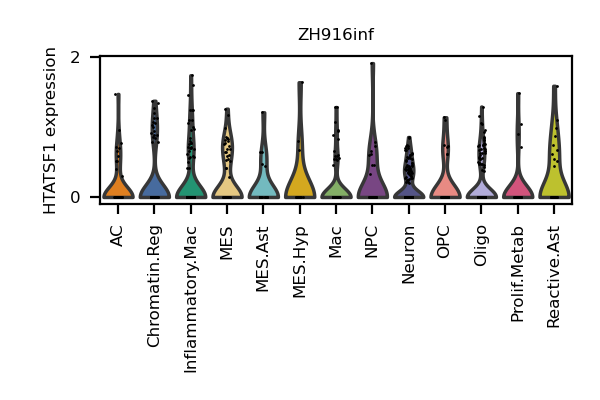 ZH916inf
HTATSF1 expression
2
0
AC
Chromatin.Reg
Inflammatory.Mac
MES
MES.Ast
MES.Hyp
Mac
NPC
Neuron
OPC
Oligo
Prolif.Metab
Reactive.Ast